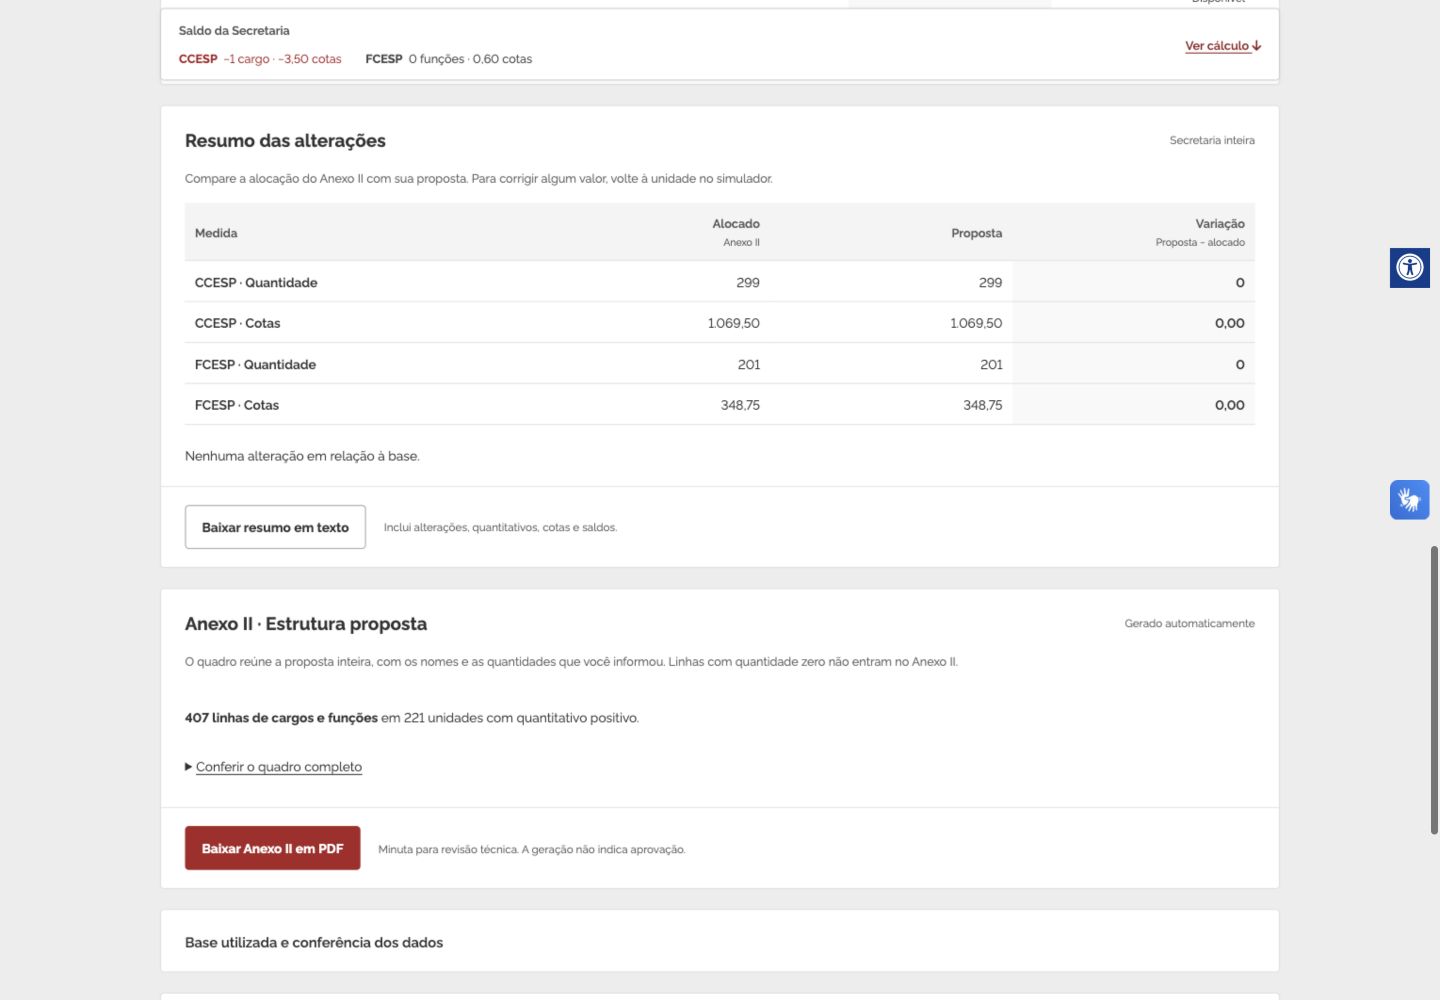 Saldo da Secretaria
CCESP −1 cargo · −3,50 cotas FCESP 0 funções · 0,60 cotas
Ver cálculo ↓
Resumo das alterações
Secretaria inteira
Compare a alocação do Anexo II com sua proposta. Para corrigir algum valor, volte à unidade no simulador.
Medida Alocado Anexo II Proposta Variação Proposta − alocado
CCESP · Quantidade 299 299 0
CCESP · Cotas 1.069,50 1.069,50 0,00
FCESP · Quantidade 201 201 0
FCESP · Cotas 348,75 348,75 0,00
Nenhuma alteração em relação à base.
Baixar resumo em texto
Inclui alterações, quantitativos, cotas e saldos.
Anexo II · Estrutura proposta
Gerado automaticamente
O quadro reúne a proposta inteira, com os nomes e as quantidades que você informou. Linhas com quantidade zero não entram no Anexo II.
407 linhas de cargos e funções em 221 unidades com quantitativo positivo.
Conferir o quadro completo
Baixar Anexo II em PDF
Minuta para revisão técnica. A geração não indica aprovação.
Base utilizada e conferência dos dados